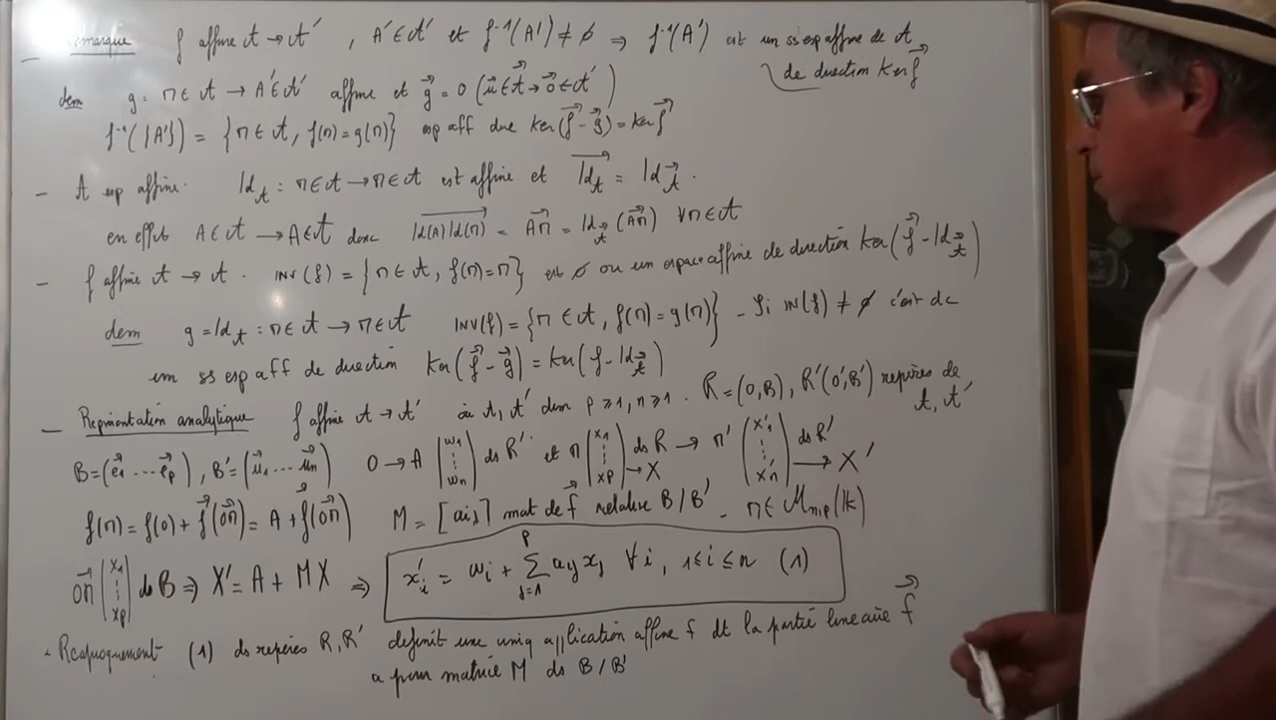 Remarque f affine 𝒜 → 𝒜' , A' ∈ 𝒜' et f⁻¹(A') ≠ ∅ ⇒ f⁻¹(A') est un ss esp affine de 𝒜
de direction Ker f⃗
dem g : M ∈ 𝒜 → A' ∈ 𝒜' affine et g⃗ = 0 (u⃗ ∈ 𝒜⃗ → 0⃗ ∈ 𝒜⃗')
f⁻¹({A'}) = {M ∈ 𝒜, f(M) = g(M)} esp aff dire Ker(f⃗ - g⃗) = Ker f⃗
- 𝒜 esp affine. Id_𝒜 : M ∈ 𝒜 → M ∈ 𝒜 est affine et Id_𝒜⃗ = Id_𝒜⃗.
en effet A ∈ 𝒜 → A ∈ 𝒜 donc Id(A)Id(M)⃗ = AM⃗ = Id_𝒜⃗(AM⃗) ∀M ∈ 𝒜
- f affine 𝒜 → 𝒜. INV(f) = {M ∈ 𝒜, f(M) = M} est ∅ ou un espace affine de direction Ker(f⃗ - Id_𝒜⃗)
dem g = Id_𝒜 : M ∈ 𝒜 → M ∈ 𝒜 INV(f) = {M ∈ 𝒜, f(M) = g(M)} - Si IN(f) ≠ ∅ c'est dc
un ss esp aff de direction Ker(f⃗ - g⃗) = Ker(f - Id_𝒜⃗)
- Représentation analytique f affine 𝒜 → 𝒜' où 𝒜, 𝒜' dim p ≥ 1, n ≥ 1. R = (O, B), R'(O', B') repères de 𝒜, 𝒜'
B = (e⃗₁ ... e⃗p), B' = (u⃗₁ ... u⃗n) O → A (w₁ ⋮ wn) ds R' et M (x₁ ⋮ xp) ds R → X → M' (x'₁ ⋮ x'n) ds R' → X'
f(M) = f(O) + f⃗(OM⃗) = A + f⃗(OM⃗) M = [aij] mat de f⃗ relative B/B' - M ∈ ℳn,p(𝕂)
OM⃗ (x₁ ⋮ xp) ds B ⇒ X' = A + MX ⇒ x'i = wi + Σ_{j=1}^{p} aij xj ∀ i, 1 ≤ i ≤ n (1)
- Réciproquement (1) ds repères R, R' definit une uniq application affine f dt la partie lineaire f⃗
a pour matrice M ds B/B'